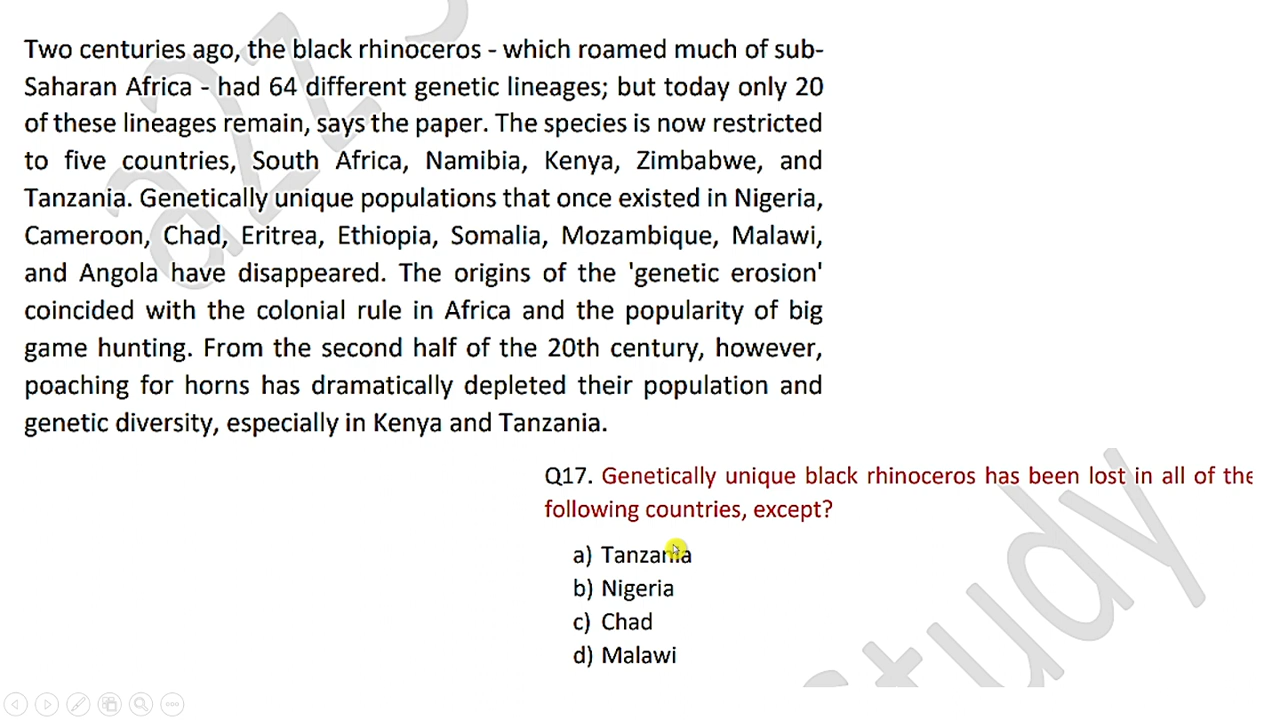 Two centuries ago, the black rhinoceros - which roamed much of sub-
Saharan Africa - had 64 different genetic lineages; but today only 20
of these lineages remain, says the paper. The species is now restricted
to five countries, South Africa, Namibia, Kenya, Zimbabwe, and
Tanzania. Genetically unique populations that once existed in Nigeria,
Cameroon, Chad, Eritrea, Ethiopia, Somalia, Mozambique, Malawi,
and Angola have disappeared. The origins of the 'genetic erosion'
coincided with the colonial rule in Africa and the popularity of big
game hunting. From the second half of the 20th century, however,
poaching for horns has dramatically depleted their population and
genetic diversity, especially in Kenya and Tanzania.
Q17. Genetically unique black rhinoceros has been lost in all of the
following countries, except?
a) Tanzania
b) Nigeria
c) Chad
d) Malawi
study